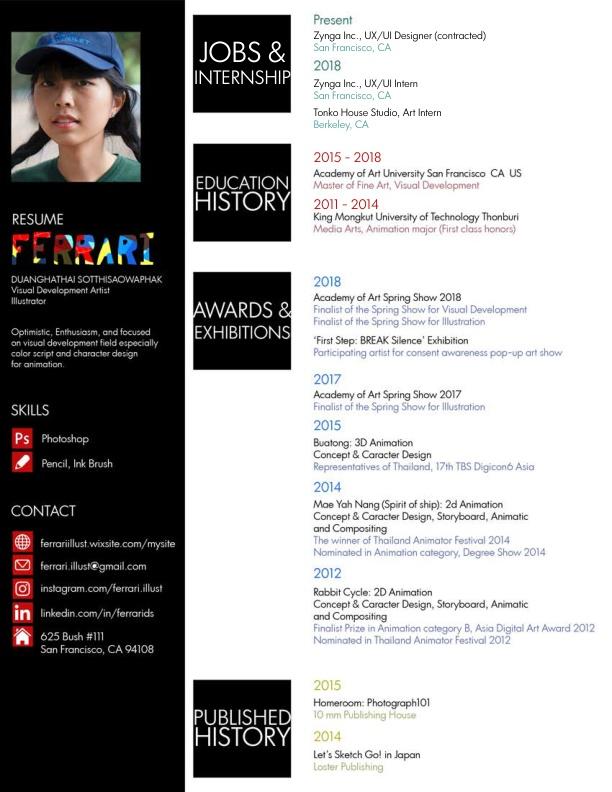 RESUME
FERRARI
DUANGHATHAI SOTTHISAOWAPHAK
Visual Development Artist
Illustrator
Optimistic, Enthusiasm, and focused
on visual development field especially
color script and character design
for animation.
SKILLS
Ps Photoshop
Pencil, Ink Brush
CONTACT
ferrariillust.wixsite.com/mysite
ferrari.illust@gmail.com
instagram.com/ferrari.illust
in linkedin.com/in/ferrarids
625 Bush #111
San Francisco, CA 94108
JOBS &
INTERNSHIP
Present
Zynga Inc., UX/UI Designer (contracted)
San Francisco, CA
2018
Zynga Inc., UX/UI Intern
San Francisco, CA
Tonko House Studio, Art Intern
Berkeley, CA
EDUCATION
HISTORY
2015 - 2018
Academy of Art University San Francisco CA US
Master of Fine Art, Visual Development
2011 - 2014
King Mongkut University of Technology Thonburi
Media Arts, Animation major (First class honors)
AWARDS &
EXHIBITIONS
2018
Academy of Art Spring Show 2018
Finalist of the Spring Show for Visual Development
Finalist of the Spring Show for Illustration
'First Step: BREAK Silence' Exhibition
Participating artist for consent awareness pop-up art show
2017
Academy of Art Spring Show 2017
Finalist of the Spring Show for Illustration
2015
Buatong: 3D Animation
Concept & Caracter Design
Representatives of Thailand, 17th TBS Digicon6 Asia
2014
Mae Yah Nang (Spirit of ship): 2d Animation
Concept & Caracter Design, Storyboard, Animatic
and Compositing
The winner of Thailand Animator Festival 2014
Nominated in Animation category, Degree Show 2014
2012
Rabbit Cycle: 2D Animation
Concept & Caracter Design, Storyboard, Animatic
and Compositing
Finalist Prize in Animation category B, Asia Digital Art Award 2012
Nominated in Thailand Animator Festival 2012
PUBLISHED
HISTORY
2015
Homeroom: Photograph101
10 mm Publishing House
2014
Let's Sketch Go! in Japan
Loster Publishing